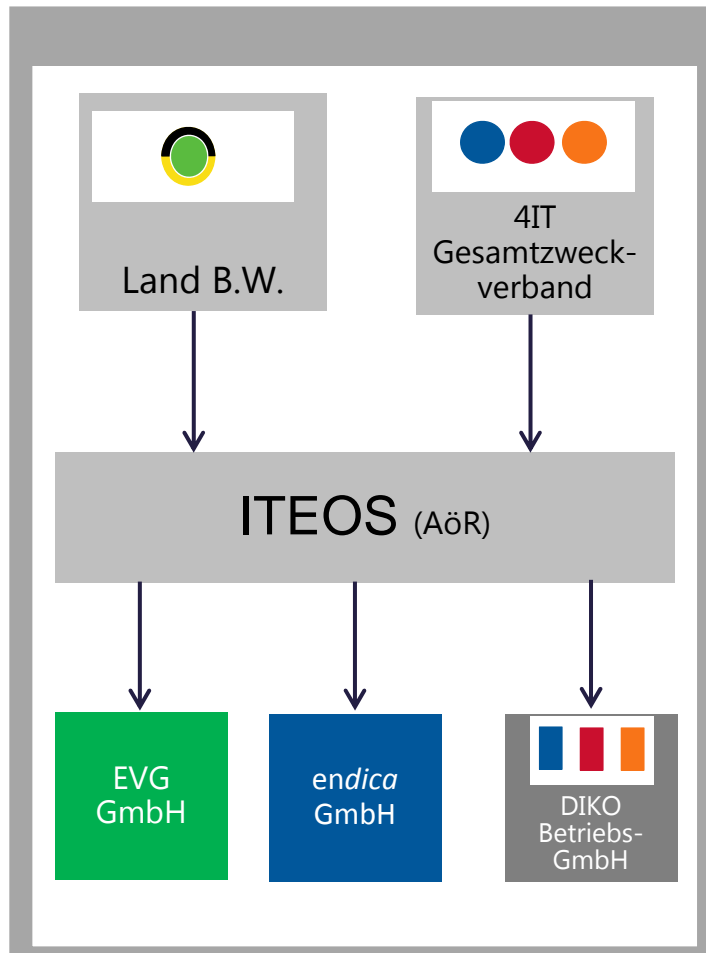 Land B.W.
4IT
Gesamtzweck-
verband
ITEOS (AöR)
EVG
GmbH
endica
GmbH
DIKO
Betriebs-
GmbH